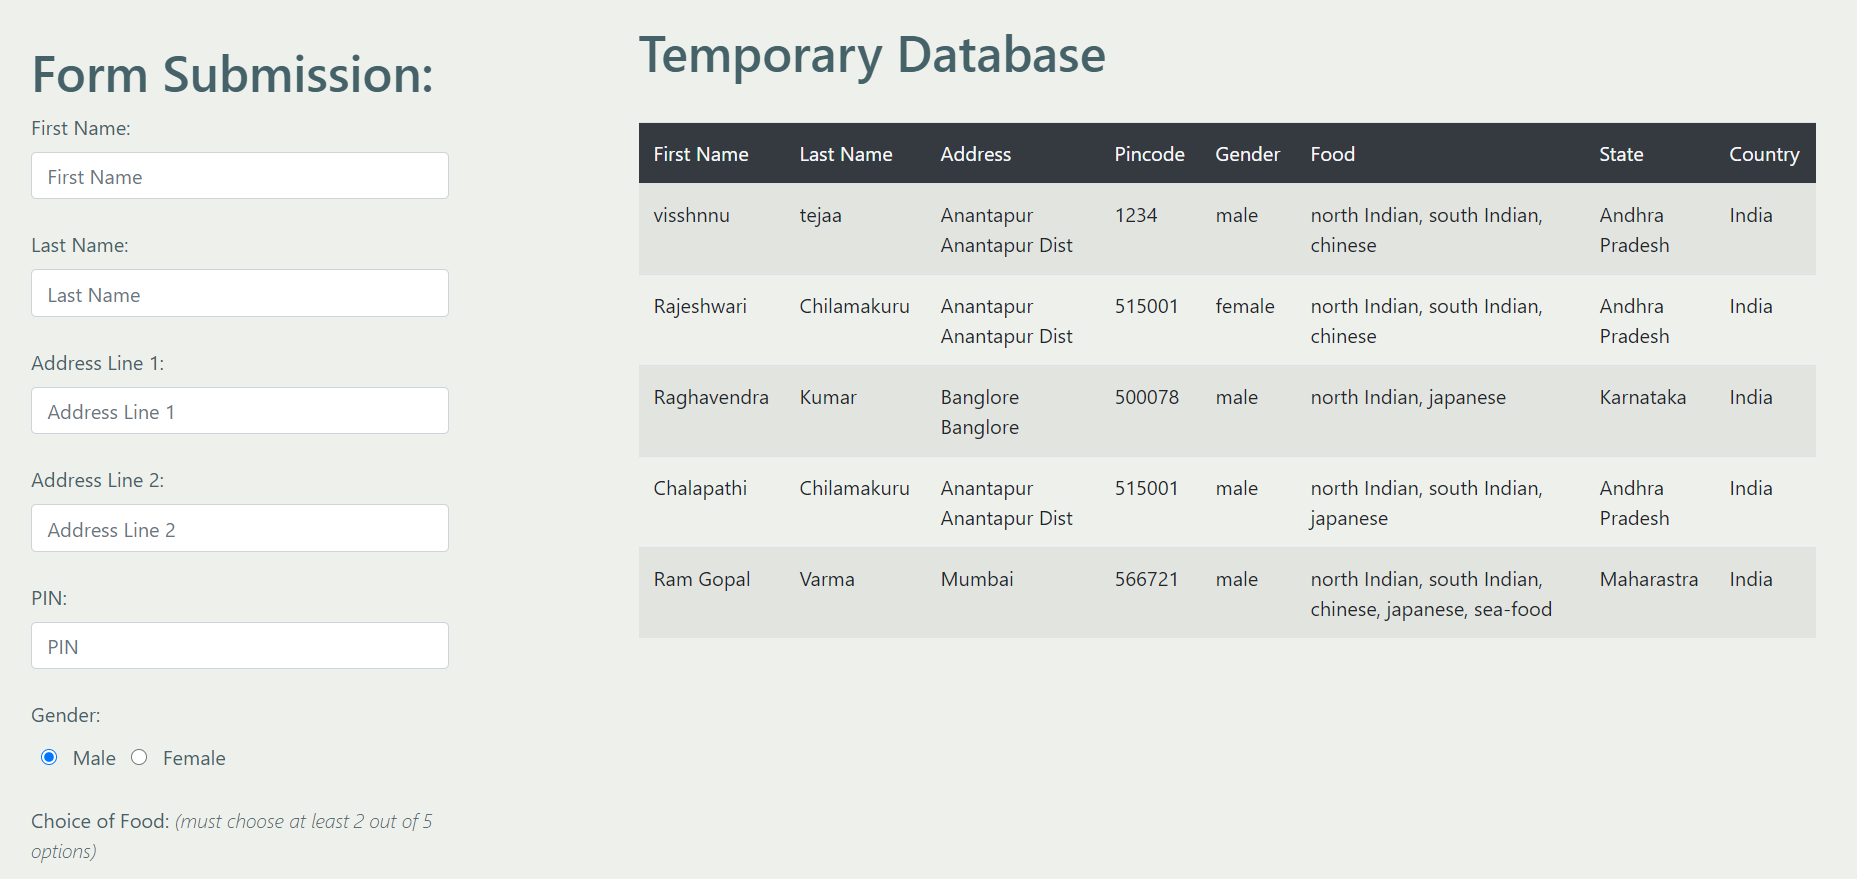 Form Submission:
First Name:
First Name
Last Name:
Last Name
Address Line 1:
Address Line 1
Address Line 2:
Address Line 2
PIN:
PIN
Gender:
Male Female
Choice of Food: (must choose at least 2 out of 5
options)
Temporary Database
First Name Last Name Address Pincode Gender Food State Country
visshnnu tejaa Anantapur 1234 male north Indian, south Indian, Andhra India
Anantapur Dist chinese Pradesh
Rajeshwari Chilamakuru Anantapur 515001 female north Indian, south Indian, Andhra India
Anantapur Dist chinese Pradesh
Raghavendra Kumar Banglore 500078 male north Indian, japanese Karnataka India
Banglore
Chalapathi Chilamakuru Anantapur 515001 male north Indian, south Indian, Andhra India
Anantapur Dist japanese Pradesh
Ram Gopal Varma Mumbai 566721 male north Indian, south Indian, Maharastra India
chinese, japanese, sea-food